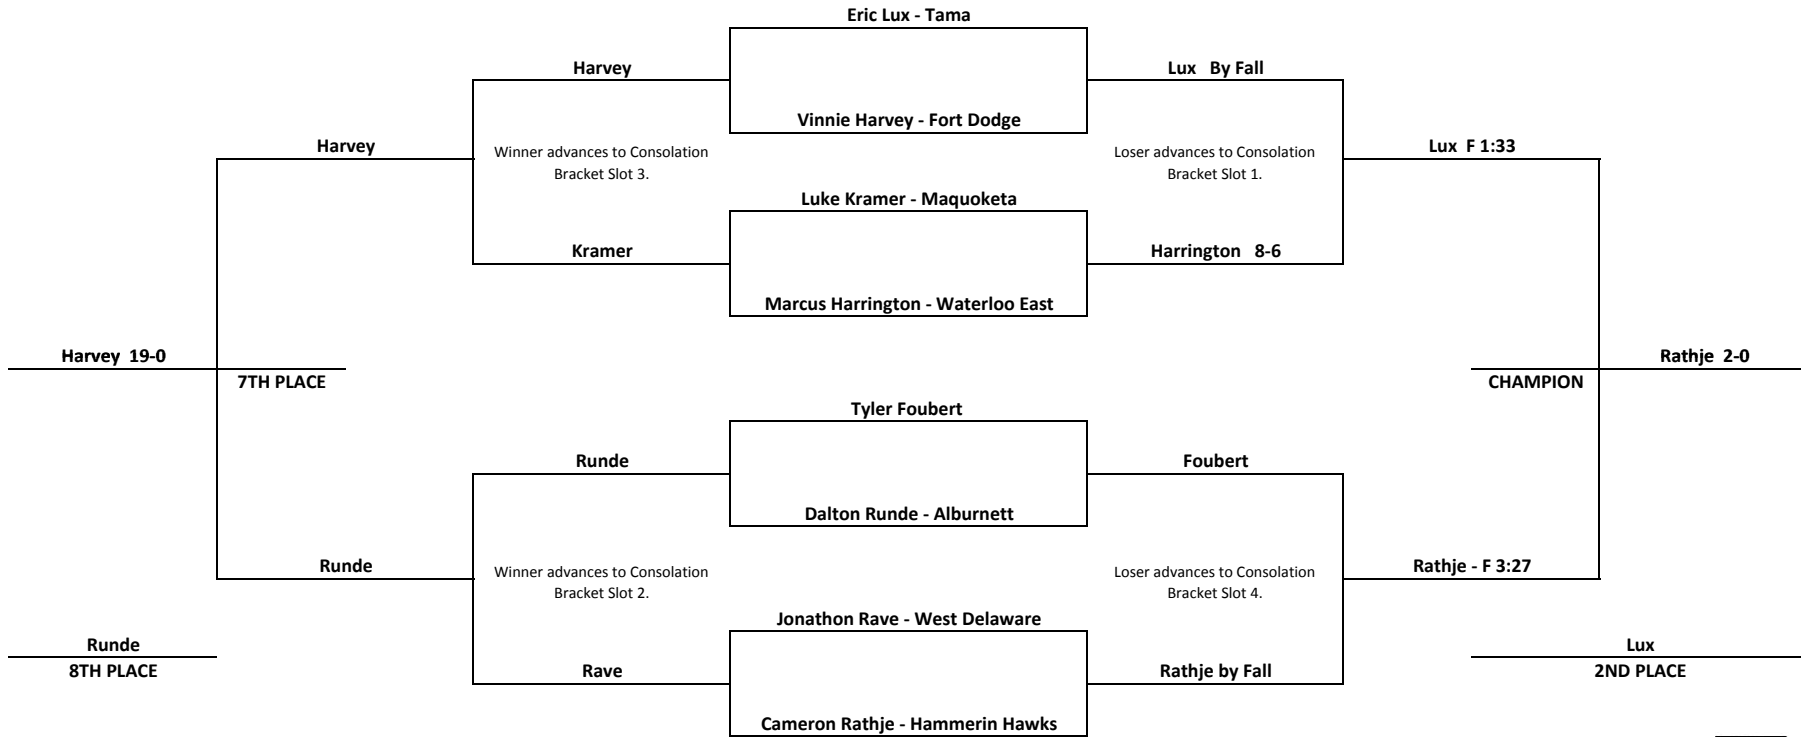 Eric Lux - Tama
Harvey
Lux By Fall
Vinnie Harvey - Fort Dodge
Harvey
Winner advances to Consolation
Bracket Slot 3.
Loser advances to Consolation
Bracket Slot 1.
Lux F 1:33
Luke Kramer - Maquoketa
Kramer
Harrington 8-6
Marcus Harrington - Waterloo East
Harvey 19-0
7TH PLACE
Rathje 2-0
CHAMPION
Tyler Foubert
Runde
Foubert
Dalton Runde - Alburnett
Runde
Winner advances to Consolation
Bracket Slot 2.
Loser advances to Consolation
Bracket Slot 4.
Rathje - F 3:27
Jonathon Rave - West Delaware
Runde
8TH PLACE
Rave
Rathje by Fall
Lux
2ND PLACE
Cameron Rathje - Hammerin Hawks